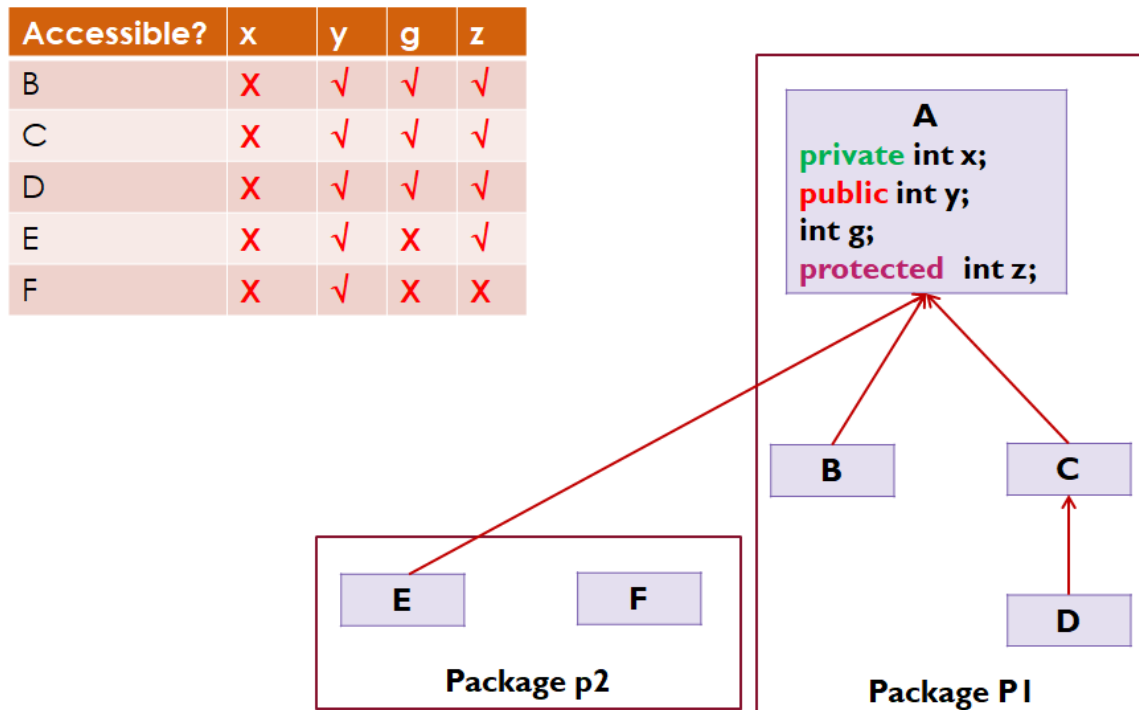 Accessible? x y g z
B X √ √ √
C X √ √ √
D X √ √ √
E X √ X √
F X √ X X
A
private int x;
public int y;
int g;
protected int z;
B
C
E
F
D
Package p2
Package P1